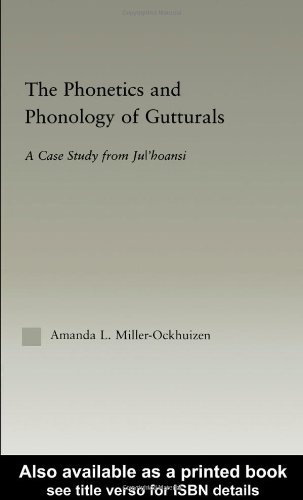 The Phonetics and
Phonology of Gutturals
A Case Study from Ju|'hoansi
Amanda L. Miller-Ockhuizen
Also available as a printed book
see title verso for ISBN details